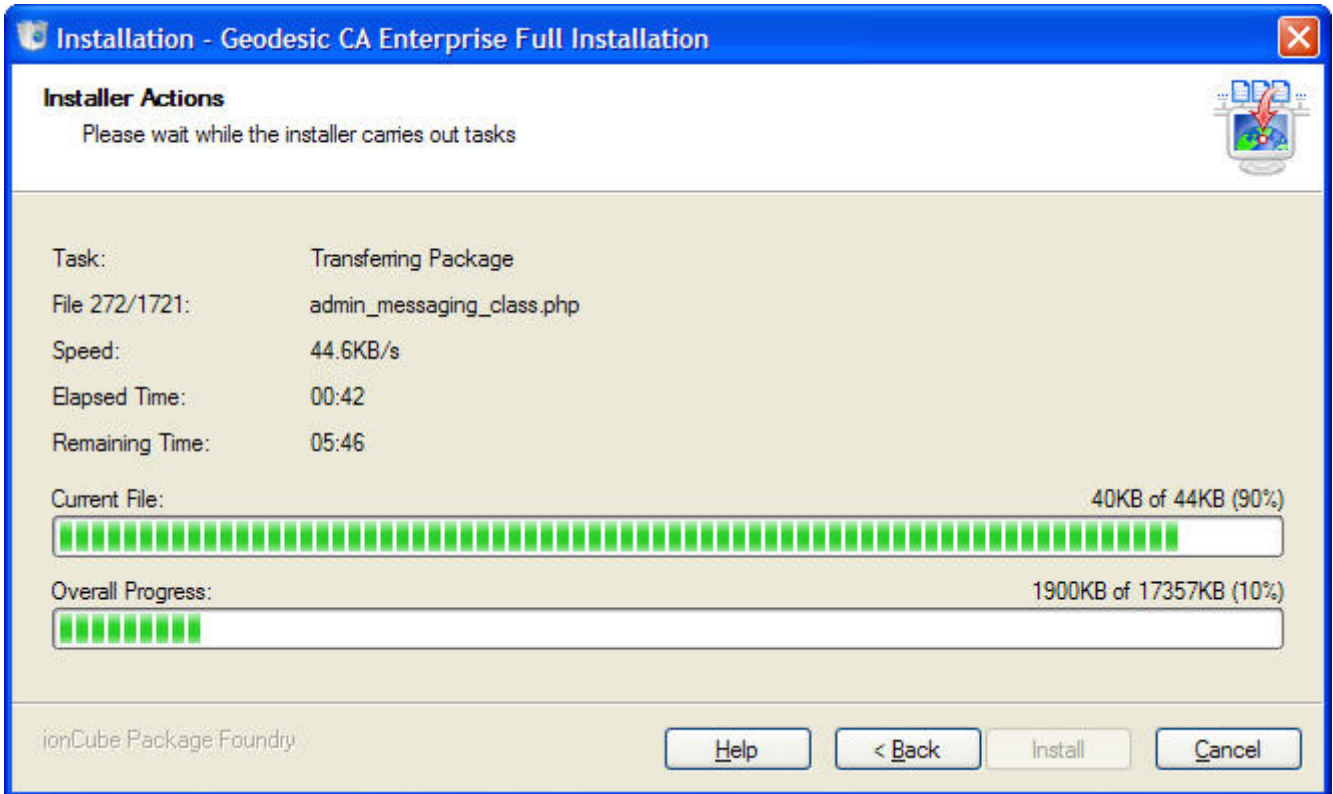 Installation - Geodesic CA Enterprise Full Installation
Installer Actions
Please wait while the installer carries out tasks
Task: Transferring Package
File 272/1721: admin_messaging_class.php
Speed: 44.6KB/s
Elapsed Time: 00:42
Remaining Time: 05:46
Current File: 40KB of 44KB (90%)
Overall Progress: 1900KB of 17357KB (10%)
ionCube Package Foundry
Help < Back Install Cancel